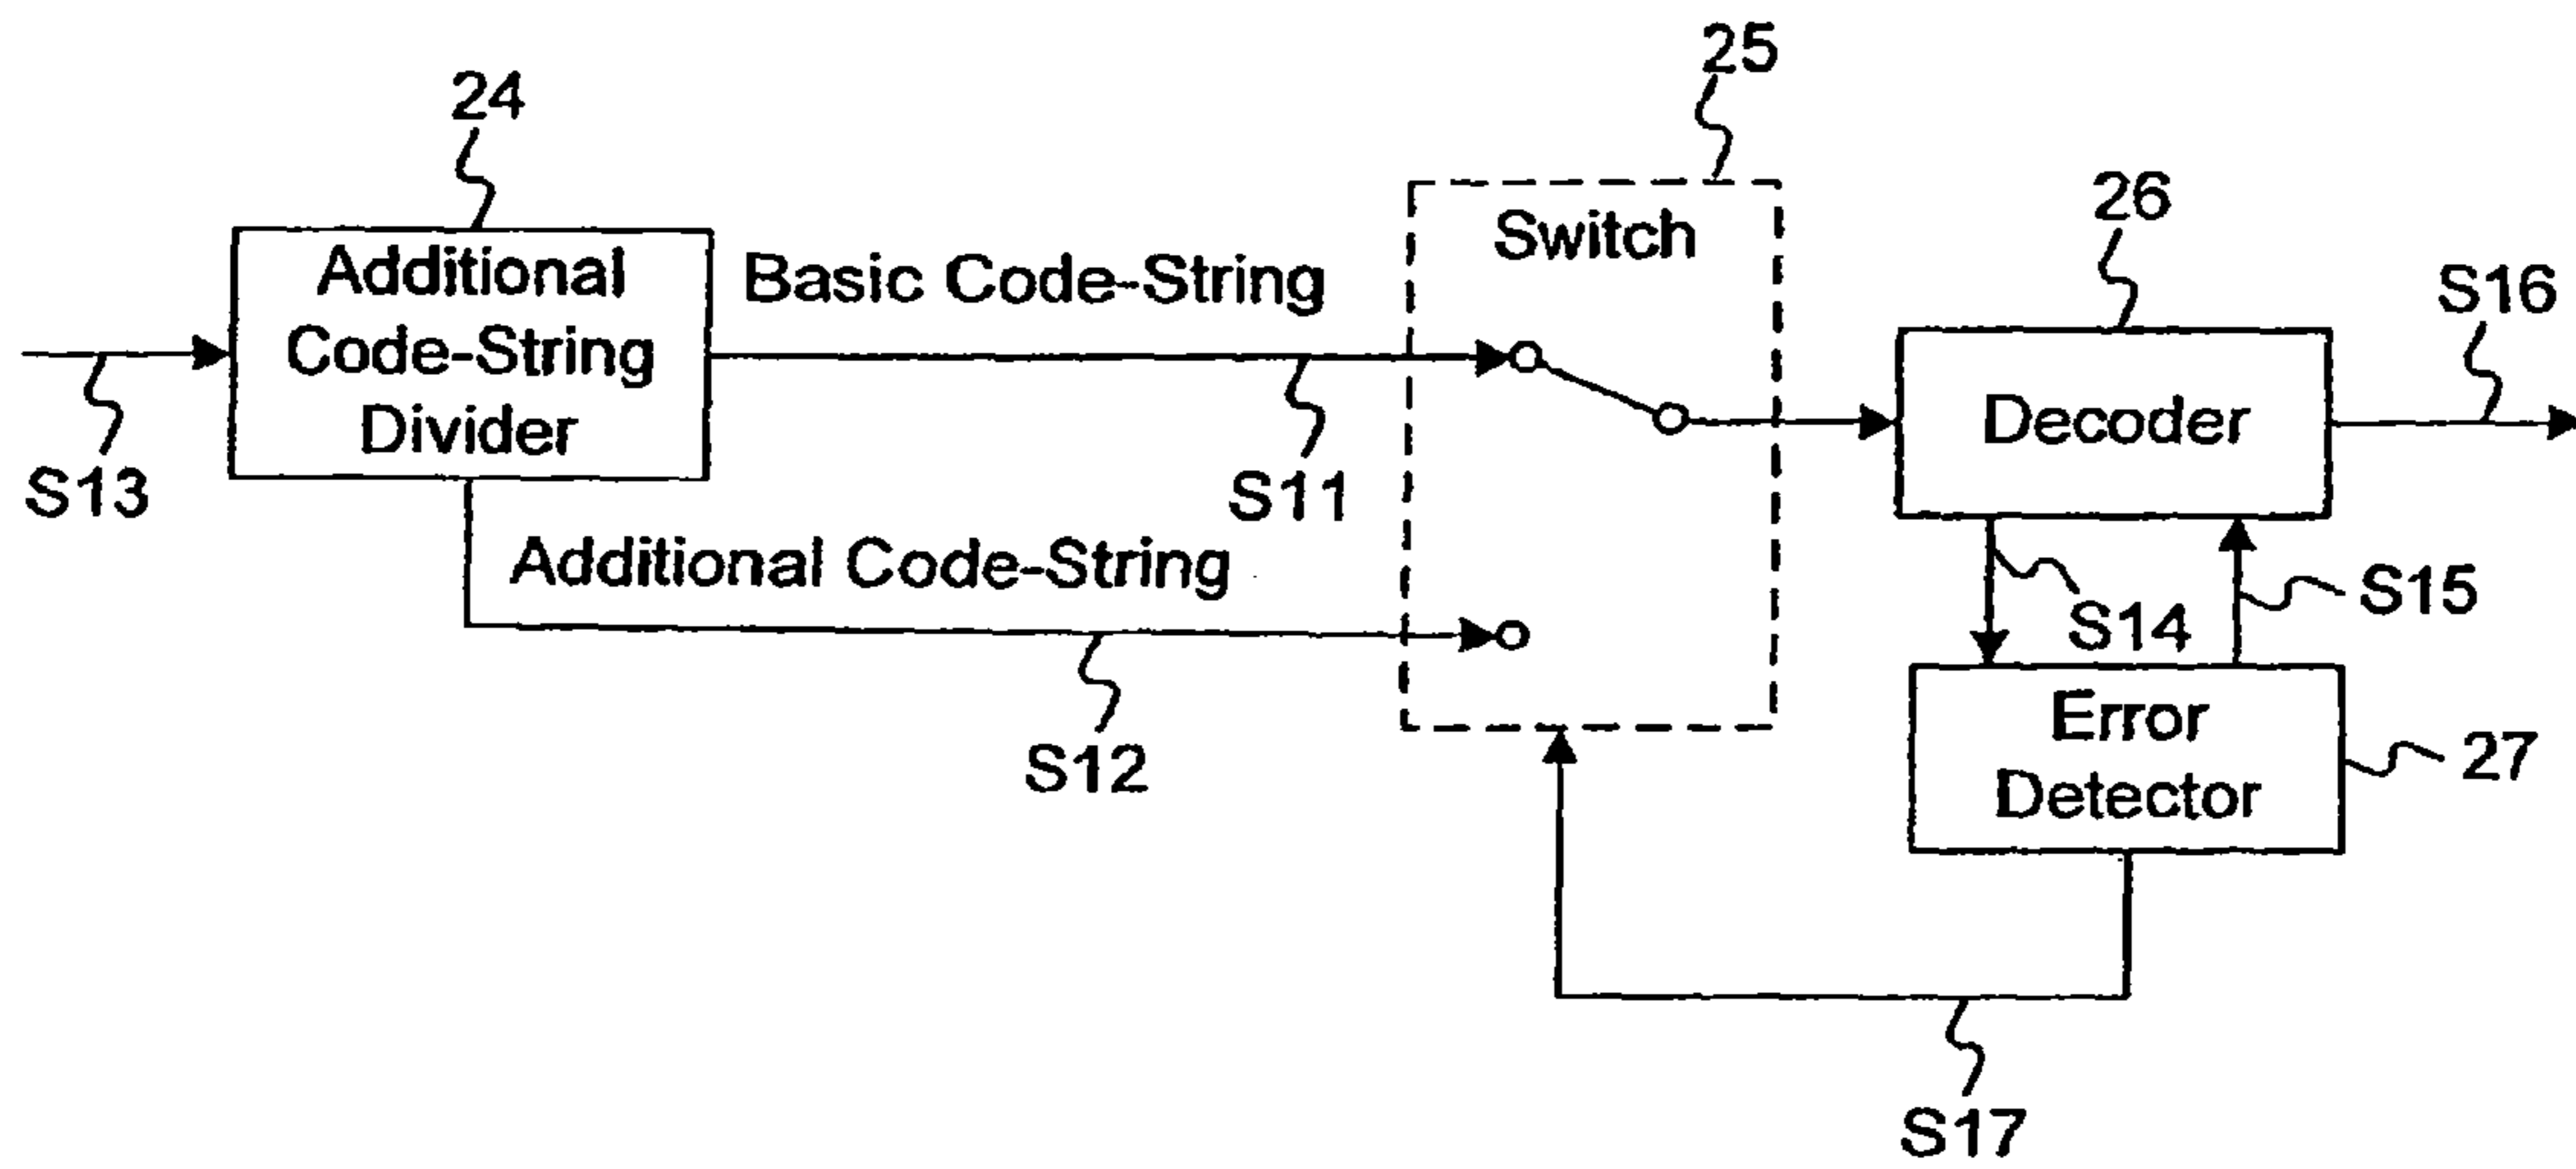 25
24
26
Switch
Additional
Code-String
Divider
Basic Code-String
S16
Decoder
S13
S11
Additional Code-String
S14
S15
S12
Error
Detector
27
S17